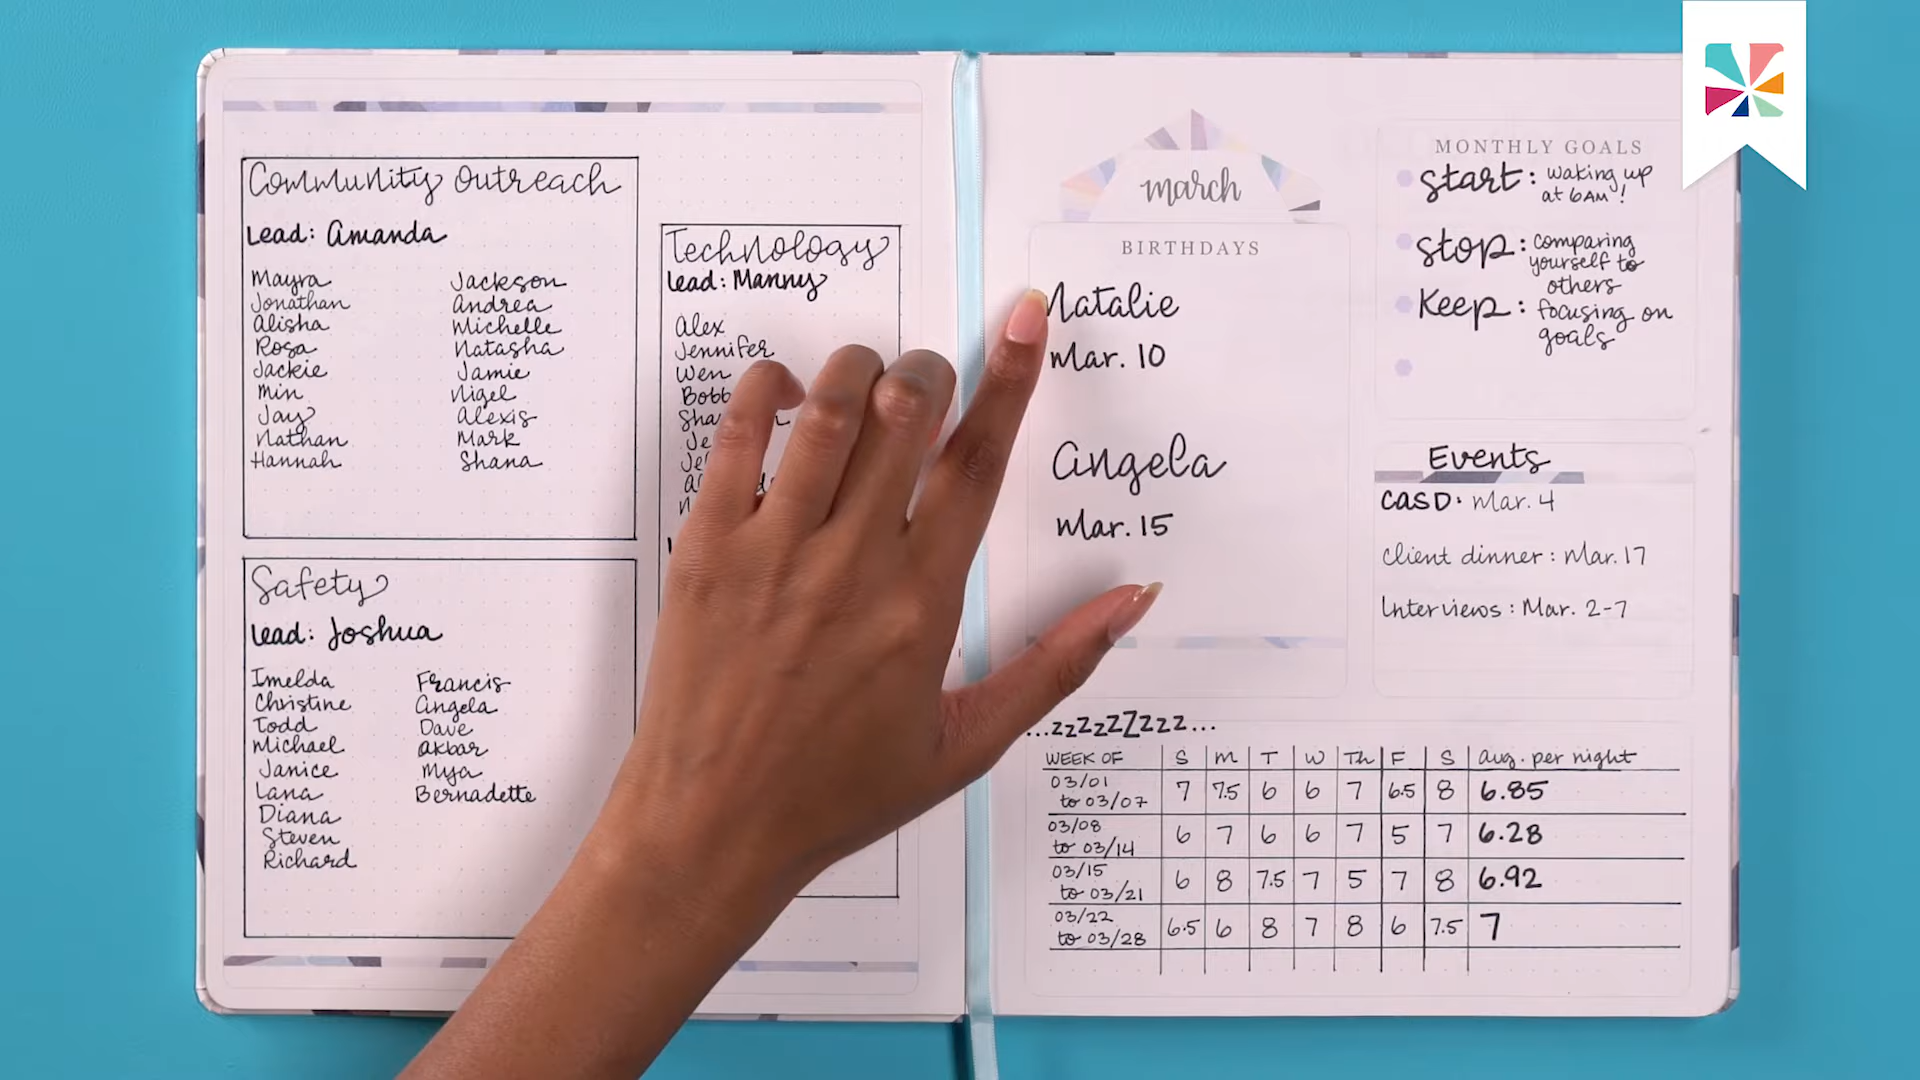 Community Outreach
Lead: Amanda
Mayra
Jonathan
Alisha
Rosa
Jackie
Min
Jay
Nathan
Hannah
Jackson
Andrea
Michelle
Natasha
Jamie
Nigel
Alexis
Mark
Shana
Safety
Lead: Joshua
Imelda
Christine
Todd
Michael
Janice
Lana
Diana
Steven
Richard
Francis
Angela
Dave
Akbar
Mya
Bernadette
Technology
Lead: Manny
Alex
Jennifer
Wen
march
BIRTHDAYS
Natalie
Mar. 10
Angela
Mar. 15
MONTHLY GOALS
start: waking up
at 6AM!
stop: comparing
yourself to
others
Keep: focusing on
goals
Events
CASD: Mar. 4
Client dinner: Mar. 17
Interviews: Mar. 2-7
...zzzzzzzzz...
WEEK OF S M T W Th F S avg. per night
03/01
to 03/07 7 7.5 6 6 7 6.5 8 6.85
03/08
to 03/14 6 7 6 6 7 5 7 6.28
03/15
to 03/21 6 8 7.5 7 5 7 8 6.92
03/22
to 03/28 6.5 6 8 7 8 6 7.5 7